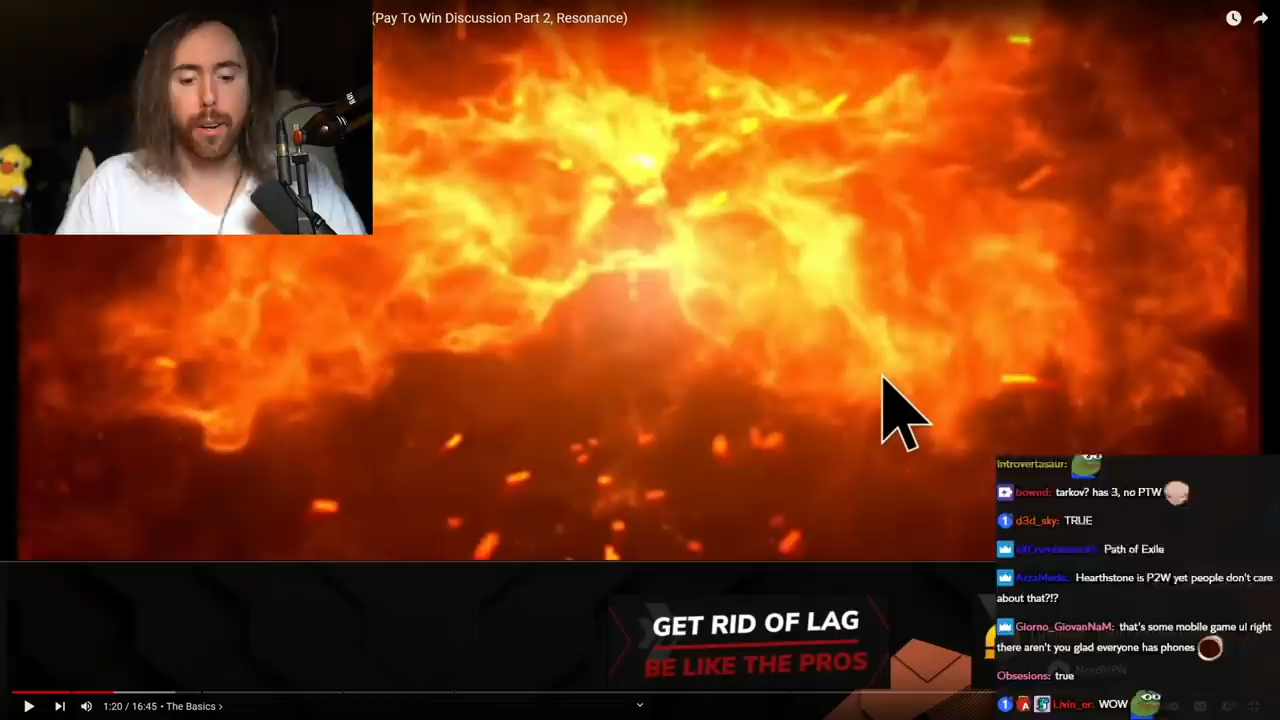 (Pay To Win Discussion Part 2, Resonance)
GET RID OF LAG
BE LIKE THE PROS
NordVPN
Introvertasaur:
bownd: tarkov? has 3, no PTW
d3d_sky: TRUE
Path of Exile
AzzaMedic: Hearthstone is P2W yet people don't care
about that?!?
Giorno_GiovanNaM: that's some mobile game ui right
there aren't you glad everyone has phones
Obsesions: true
Livin_er: WOW
1:20 / 16:45 • The Basics ›